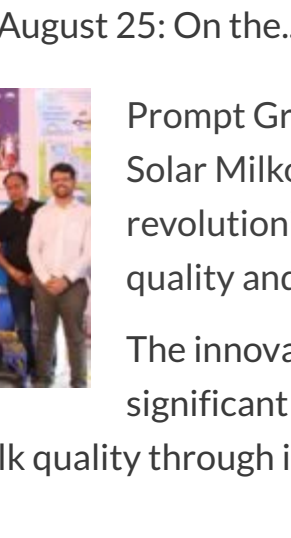 August 25: On the..
Prompt Gr
Solar Milk
revolution
quality and
The innova
significant
lk quality through i